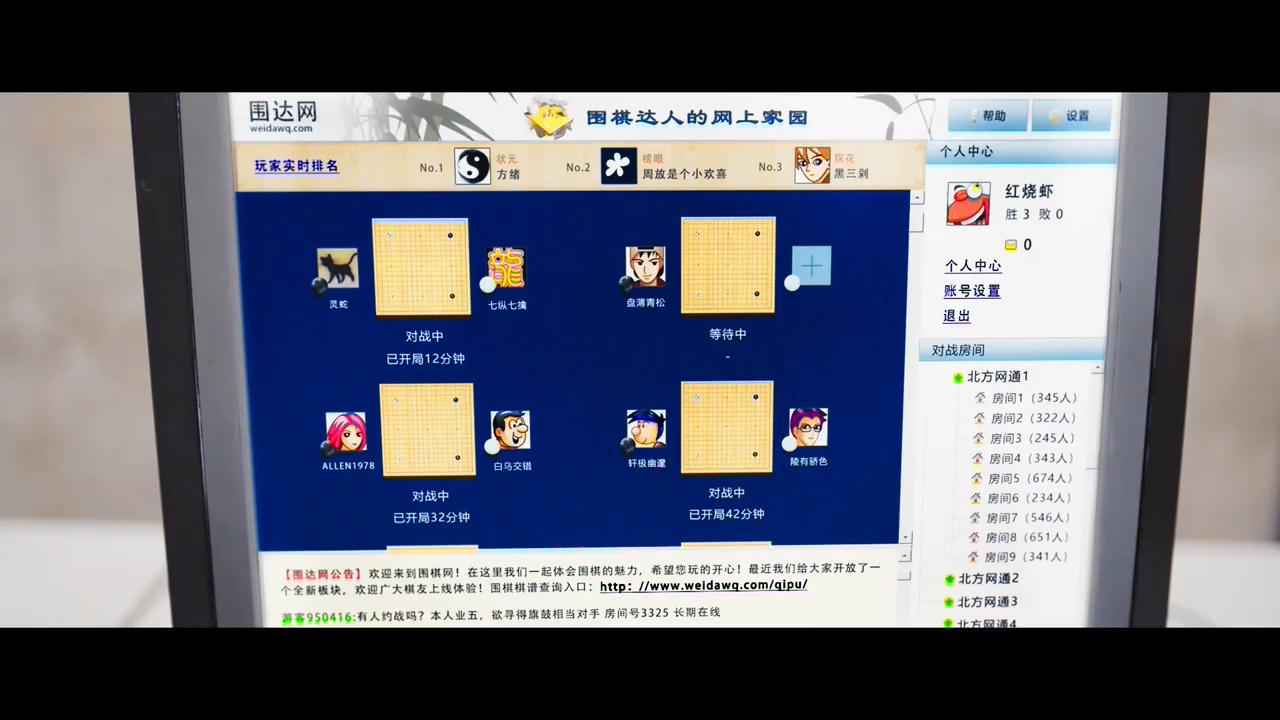 围达网
weidawq.com
围棋达人的网上家园
帮助
设置
玩家实时排名
No.1
状元
方绪
No.2
榜眼
周放是个小欢喜
No.3
探花
黑三剁
个人中心
红烧虾
胜 3 败 0
0
个人中心
账号设置
退出
灵蛇
七纵七擒
对战中
已开局12分钟
盘薄青松
等待中
-
ALLEN1978
白乌交错
对战中
已开局32分钟
轩极幽邃
陵有骄色
对战中
已开局42分钟
对战房间
北方网通1
房间1（345人）
房间2（322人）
房间3（245人）
房间4（343人）
房间5（674人）
房间6（234人）
房间7（546人）
房间8（651人）
房间9（341人）
北方网通2
北方网通3
北方网通4
【围达网公告】欢迎来到围棋网！在这里我们一起体会围棋的魅力，希望您玩的开心！最近我们给大家开放了一
个全新板块，欢迎广大棋友上线体验！围棋棋谱查询入口：http：//www.weidawq.com/qipu/
游客950416:有人约战吗？本人业五，欲寻得旗鼓相当对手 房间号3325 长期在线